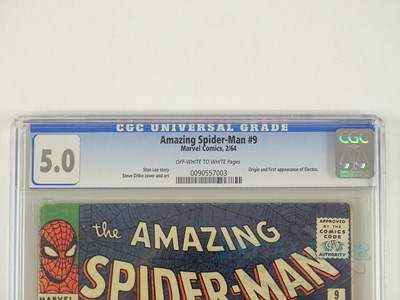 CGC UNIVERSAL GRADE
Amazing Spider-Man #9
Marvel Comics, 2/64
5.0
OFF-WHITE TO WHITE Pages
Stan Lee story
Steve Ditko cover and art
Origin and first appearance of Electro.
0090557003
CGC
the AMAZING
SPIDER-MAN
MARVEL
APPROVED
BY THE
COMICS
CODE
AUTHORITY
9